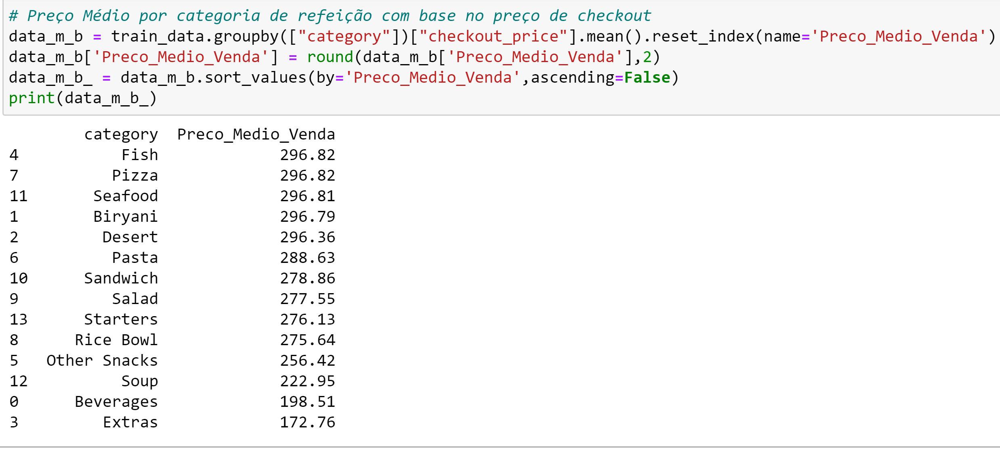 # Preço Médio por categoria de refeição com base no preço de checkout
data_m_b = train_data.groupby(["category"])["checkout_price"].mean().reset_index(name='Preco_Medio_Venda')
data_m_b['Preco_Medio_Venda'] = round(data_m_b['Preco_Medio_Venda'],2)
data_m_b_ = data_m_b.sort_values(by='Preco_Medio_Venda',ascending=False)
print(data_m_b_)
category Preco_Medio_Venda
4 Fish 296.82
7 Pizza 296.82
11 Seafood 296.81
1 Biryani 296.79
2 Desert 296.36
6 Pasta 288.63
10 Sandwich 278.86
9 Salad 277.55
13 Starters 276.13
8 Rice Bowl 275.64
5 Other Snacks 256.42
12 Soup 222.95
0 Beverages 198.51
3 Extras 172.76